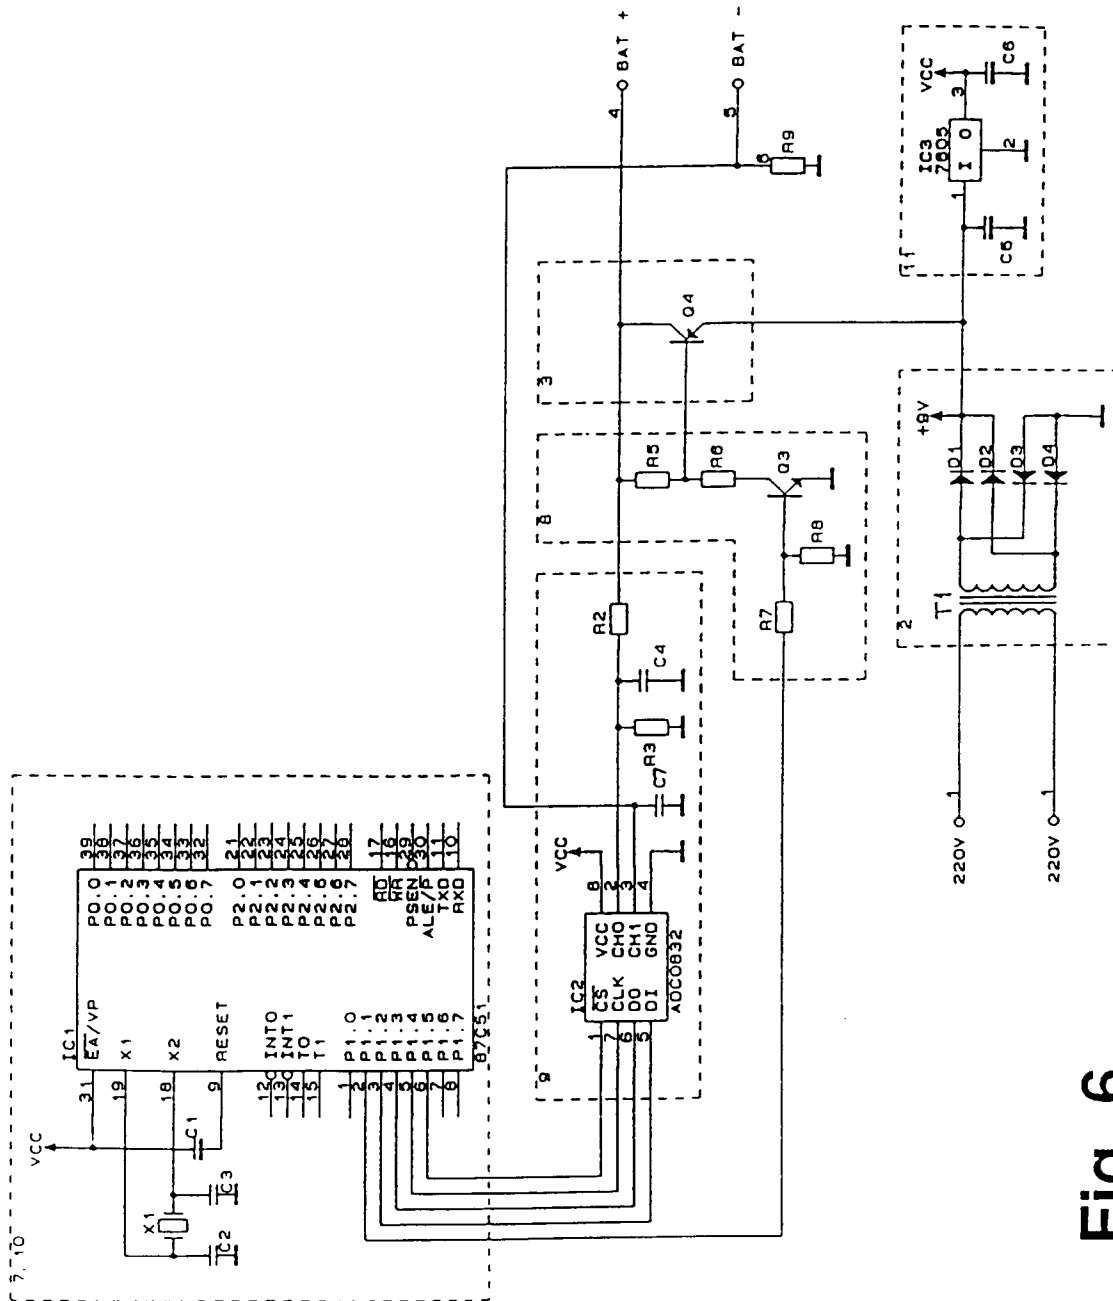 7, 10
VCC
X1
C2
C3
C1
31
19
18
9
12
13
14
15
1
2
3
4
5
6
7
8
IC1
EA/VP
X1
X2
RESET
INT0
INT1
T0
T1
P1.0
P1.1
P1.2
P1.3
P1.4
P1.5
P1.6
P1.7
87C51
P0.0 39
P0.1 38
P0.2 37
P0.3 36
P0.4 35
P0.5 34
P0.6 33
P0.7 32
P2.0 21
P2.1 22
P2.2 23
P2.3 24
P2.4 25
P2.5 26
P2.6 27
P2.7 28
RD 17
WR 16
PSEN 29
ALE/P 30
TXD 11
RXD 10
9
IC2
1 CS
7 CLK
6 DO
5 DI
VCC 8
CH0 2
CH1 3
GND 4
ADC0832
VCC
C7
R3
C4
R2
8
R5
R6
Q3
R8
R7
3
Q4
4
BAT +
5
BAT -
6
R9
2
T1
220V 1
220V 1
D1
D2
D3
D4
+9V
11
C5
IC3
7805
1
I O
2
3
VCC
C6
Fig. 6